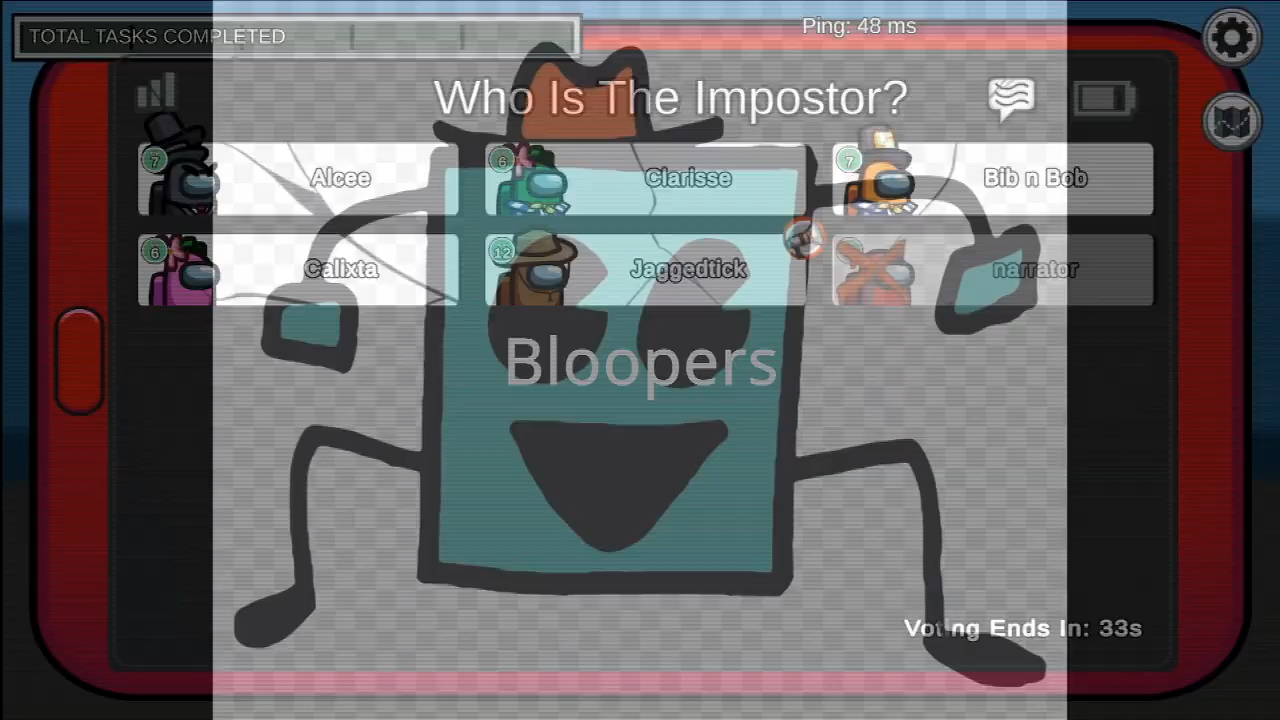 TOTAL TASKS COMPLETED
Ping: 48 ms
Who Is The Impostor?
7 Alcee
6 Clarisse
7 Bib n Bob
6 Calixta
12 Jaggedtick
narrator
Bloopers
Voting Ends In: 33s